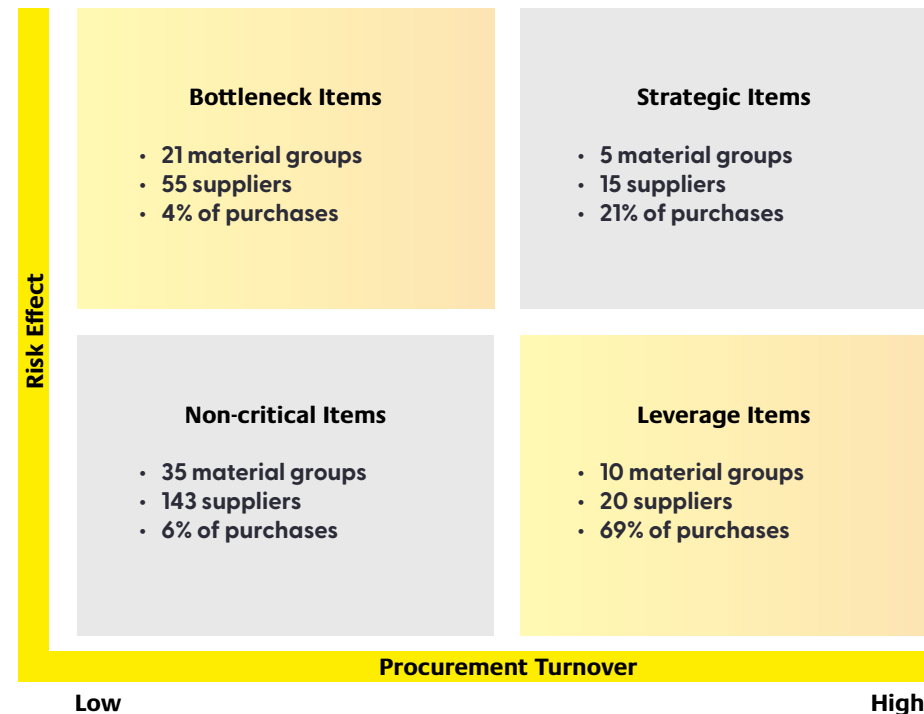 Risk Effect
Bottleneck Items
• 21 material groups
• 55 suppliers
• 4% of purchases
Strategic Items
• 5 material groups
• 15 suppliers
• 21% of purchases
Non-critical Items
• 35 material groups
• 143 suppliers
• 6% of purchases
Leverage Items
• 10 material groups
• 20 suppliers
• 69% of purchases
Procurement Turnover
Low
High